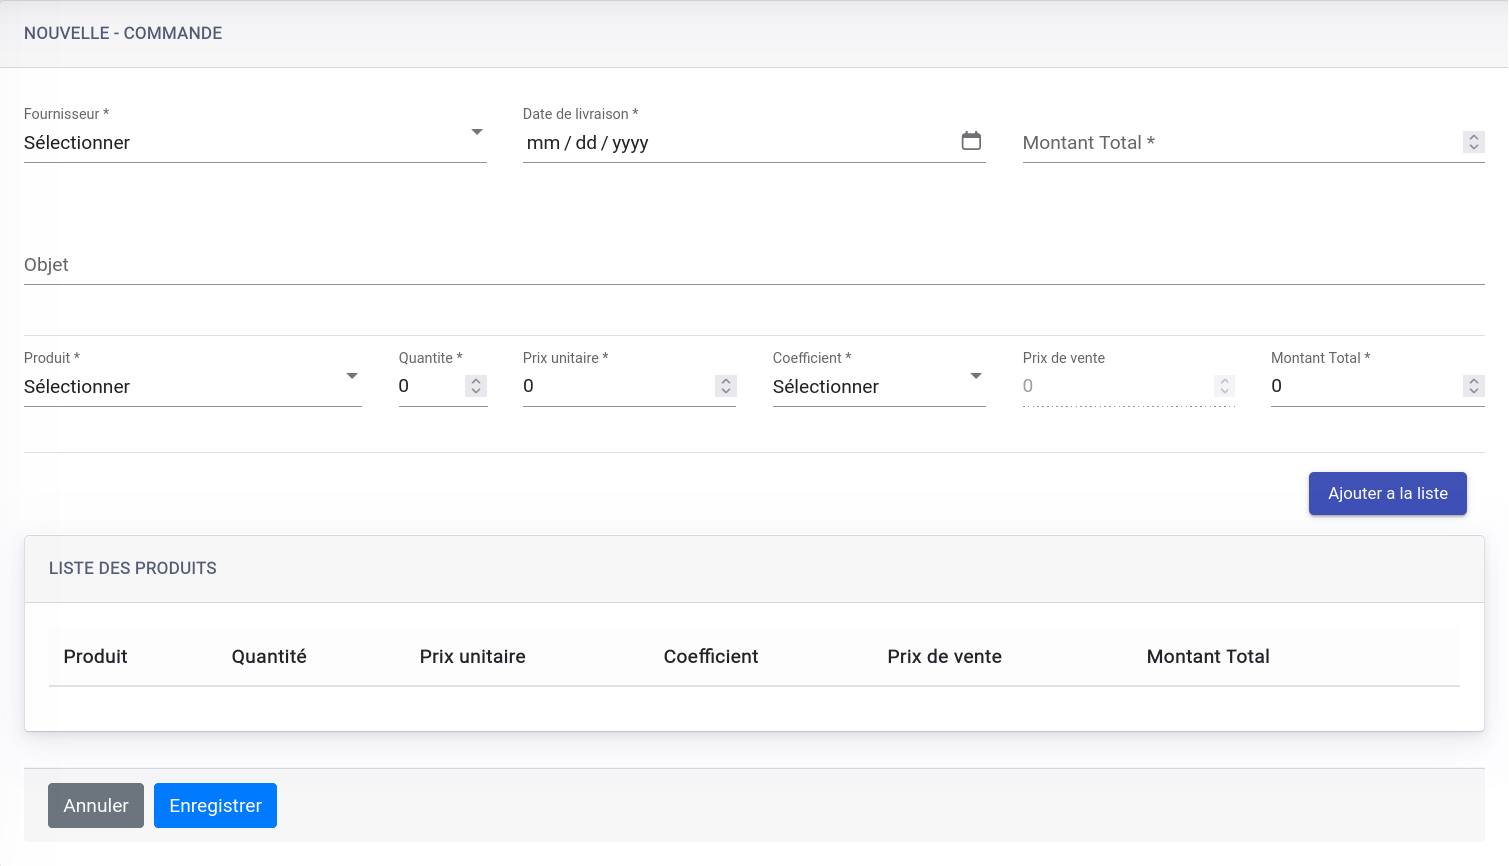 NOUVELLE - COMMANDE
Fournisseur * Date de livraison *
Sélectionner mm / dd / yyyy Montant Total *
Objet
Produit * Quantite * Prix unitaire * Coefficient * Prix de vente Montant Total *
Sélectionner 0 0 Sélectionner 0 0
Ajouter a la liste
LISTE DES PRODUITS
Produit Quantité Prix unitaire Coefficient Prix de vente Montant Total
Annuler Enregistrer